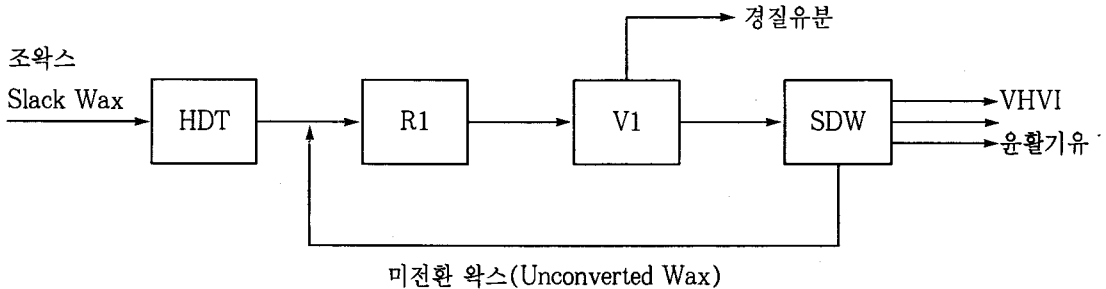 경질유분
조왁스
Slack Wax
HDT
R1
V1
SDW
VHVI
윤활기유
미전환 왁스(Unconverted Wax)